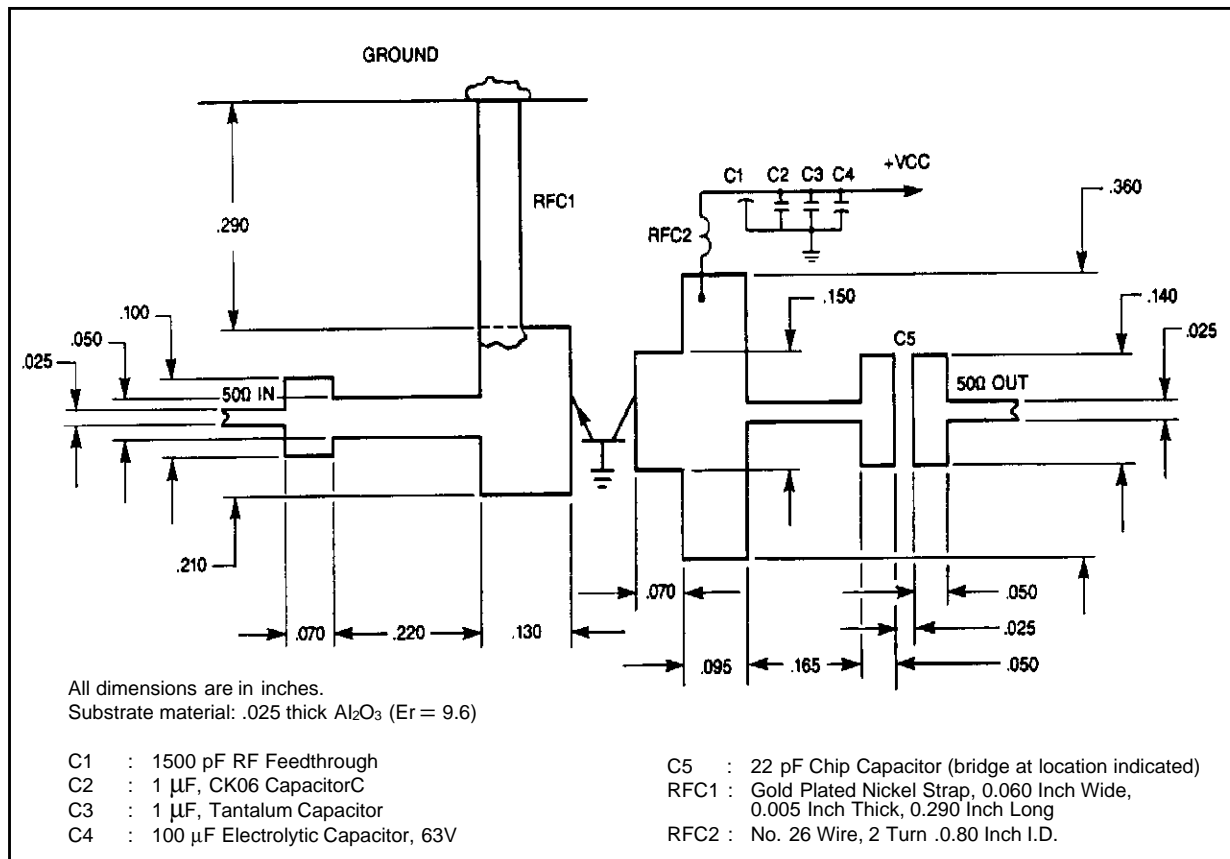 GROUND
+VCC
C1 C2 C3 C4
.360
RFC1
.290
RFC2
.100
.150
.140
.050
C5
.025
.025
50Ω IN
50Ω OUT
.210
.070
.050
.070 .220 .130
.025
.095 .165
.050
All dimensions are in inches.
Substrate material: .025 thick Al₂O₃ (Er = 9.6)
C1 : 1500 pF RF Feedthrough
C2 : 1 µF, CK06 CapacitorC
C3 : 1 µF, Tantalum Capacitor
C4 : 100 µF Electrolytic Capacitor, 63V
C5 : 22 pF Chip Capacitor (bridge at location indicated)
RFC1 : Gold Plated Nickel Strap, 0.060 Inch Wide,
0.005 Inch Thick, 0.290 Inch Long
RFC2 : No. 26 Wire, 2 Turn .0.80 Inch I.D.